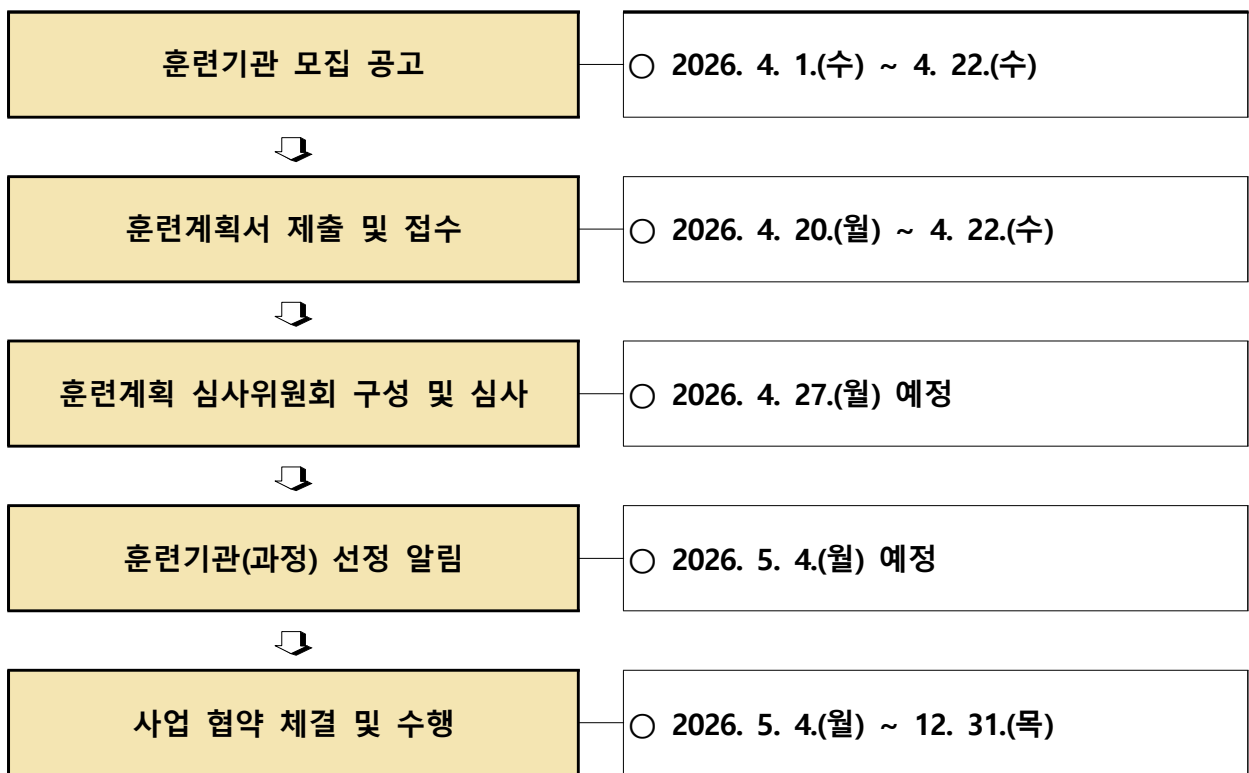 훈련기관 모집 공고
○ 2026. 4. 1.(수) ~ 4. 22.(수)
훈련계획서 제출 및 접수
○ 2026. 4. 20.(월) ~ 4. 22.(수)
훈련계획 심사위원회 구성 및 심사
○ 2026. 4. 27.(월) 예정
훈련기관(과정) 선정 알림
○ 2026. 5. 4.(월) 예정
사업 협약 체결 및 수행
○ 2026. 5. 4.(월) ~ 12. 31.(목)